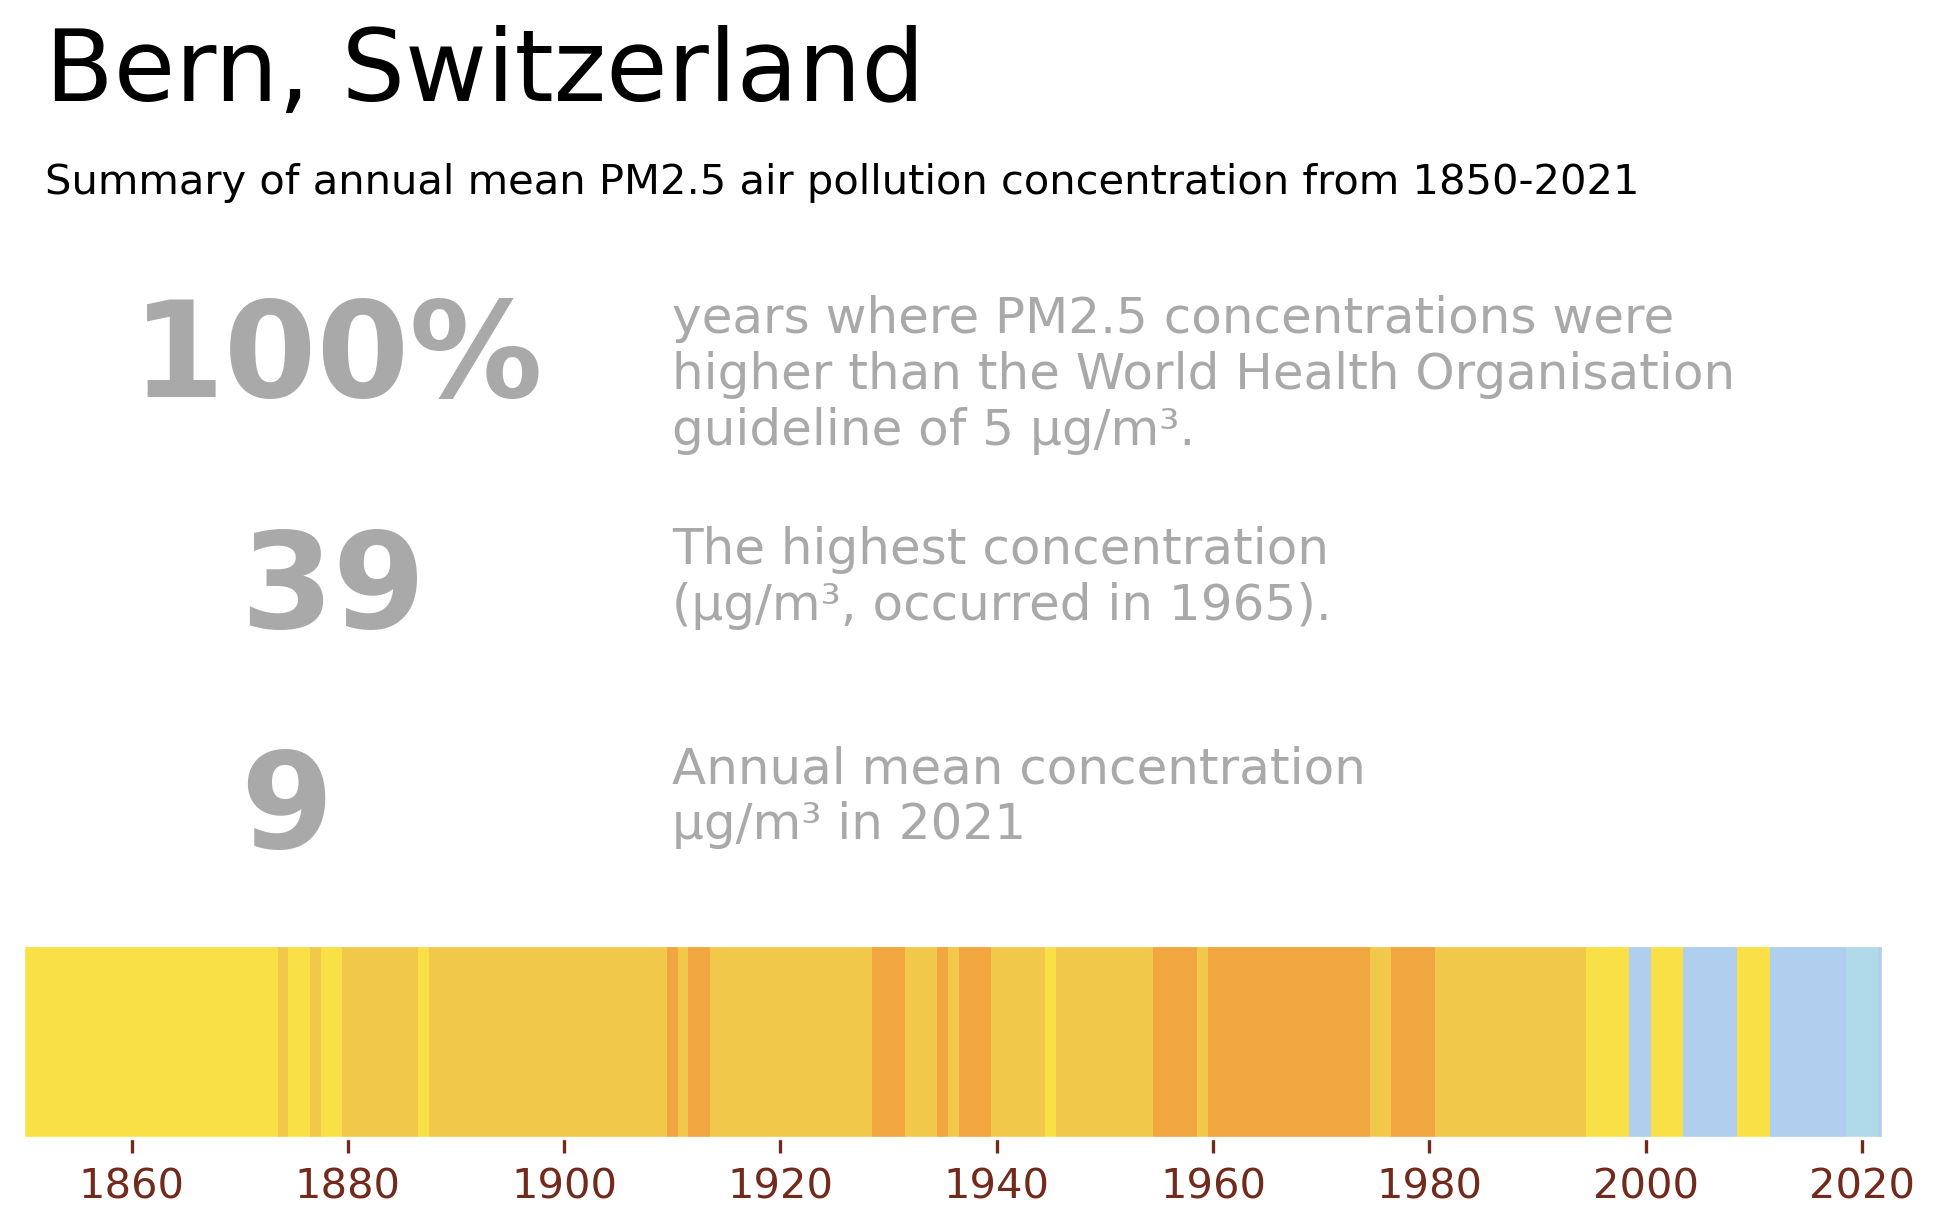 Bern, Switzerland
Summary of annual mean PM2.5 air pollution concentration from 1850-2021
100%
years where PM2.5 concentrations were
higher than the World Health Organisation
guideline of 5 µg/m³.
39
The highest concentration
(µg/m³, occurred in 1965).
9
Annual mean concentration
µg/m³ in 2021
1860 1880 1900 1920 1940 1960 1980 2000 2020